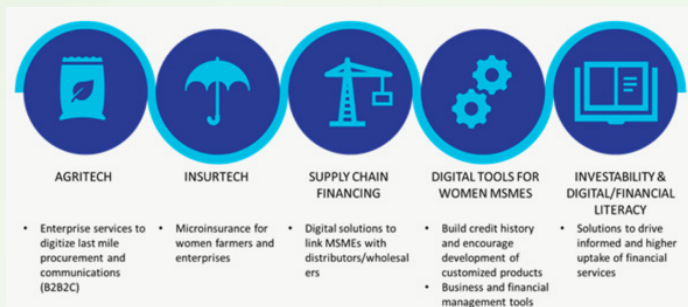 AGRITECH
• Enterprise services to
digitize last mile
procurement and
communications
(B2B2C)
INSURTECH
• Microinsurance for
women farmers and
enterprises
SUPPLY CHAIN
FINANCING
• Digital solutions to
link MSMEs with
distributors/wholesal
ers
DIGITAL TOOLS FOR
WOMEN MSMES
• Build credit history
and encourage
development of
customized products
• Business and financial
management tools
INVESTABILITY &
DIGITAL/FINANCIAL
LITERACY
• Solutions to drive
informed and higher
uptake of financial
services